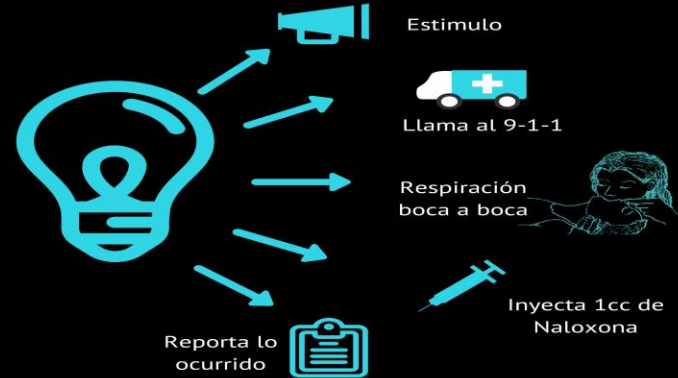 Estimulo
Llama al 9-1-1
Respiración
boca a boca
Inyecta 1cc de
Naloxona
Reporta lo
ocurrido